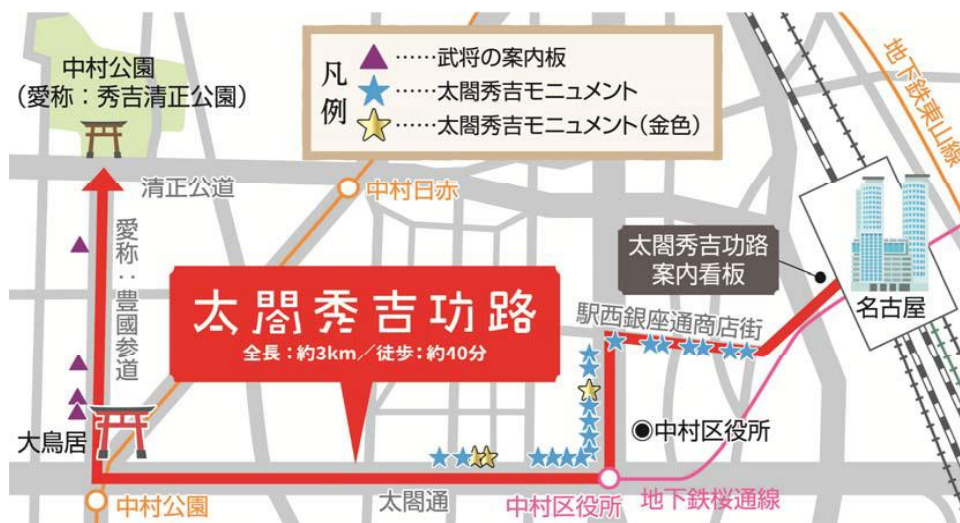 中村公園
(愛称：秀吉清正公園)
凡例
……武将の案内板
……太閤秀吉モニュメント
……太閤秀吉モニュメント(金色)
地下鉄東山線
清正公道
中村日赤
愛称：豊國参道
太閤秀吉功路
全長：約3km／徒歩：約40分
太閤秀吉功路
案内看板
名古屋
駅西銀座通商店街
大鳥居
中村区役所
中村公園
太閤通
中村区役所
地下鉄桜通線